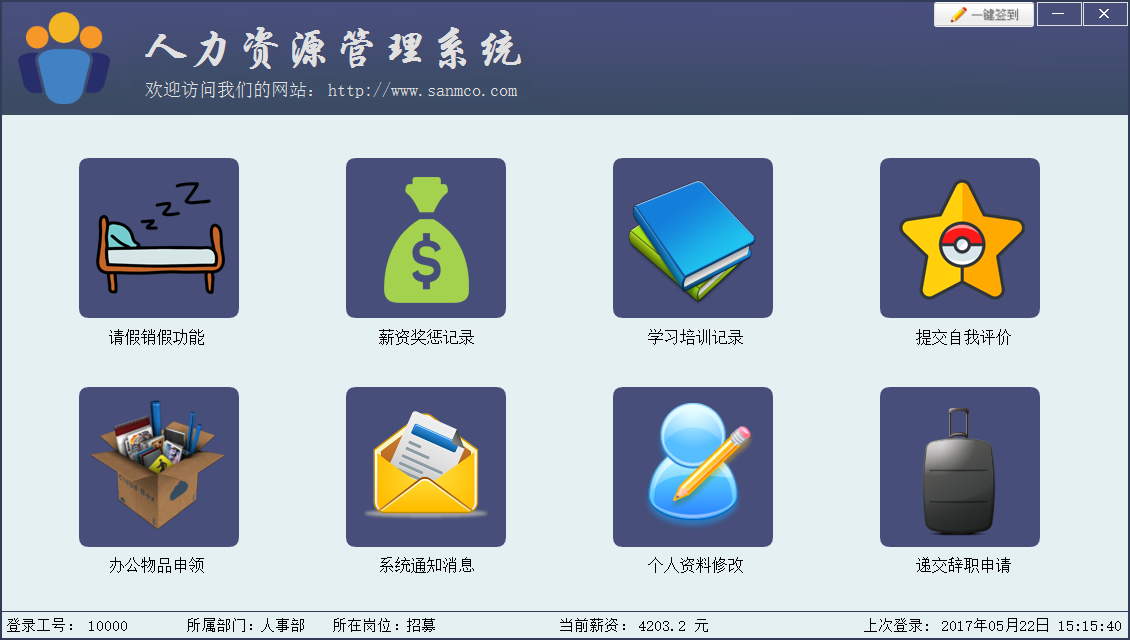 一键签到
人力资源管理系统
欢迎访问我们的网站: http://www.sanmco.com
请假销假功能
薪资奖惩记录
学习培训记录
提交自我评价
办公物品申领
系统通知消息
个人资料修改
递交辞职申请
登录工号: 10000 所属部门: 人事部 所在岗位: 招募 当前薪资: 4203.2 元 上次登录: 2017年05月22日 15:15:40